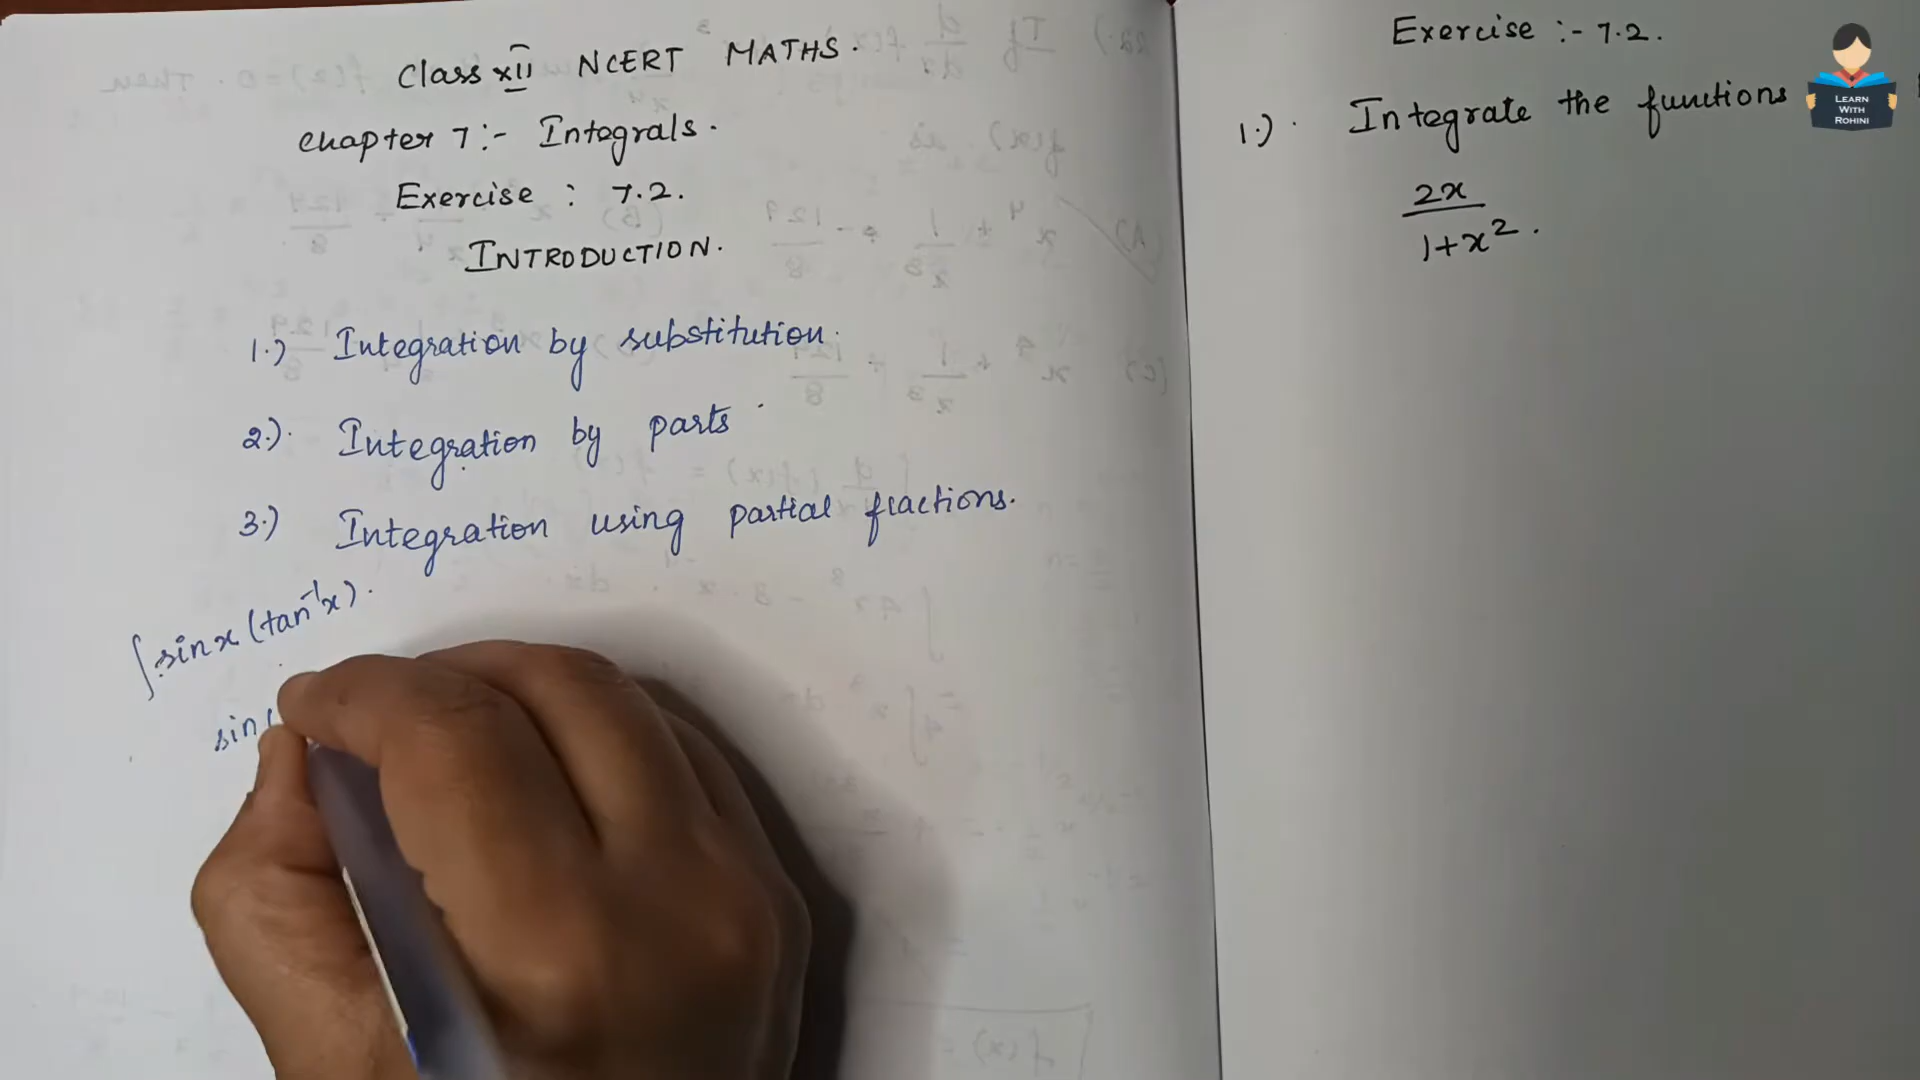 Class XII NCERT MATHS.
Chapter 7:- Integrals.
Exercise : 7.2.
INTRODUCTION.
1.) Integration by substitution.
2.). Integration by parts.
3.) Integration using partial fractions.
∫sinx (tan⁻¹x).
sin(
Exercise :- 7.2.
1.). Integrate the functions
2x
1+x².
LEARN
WITH
ROHINI